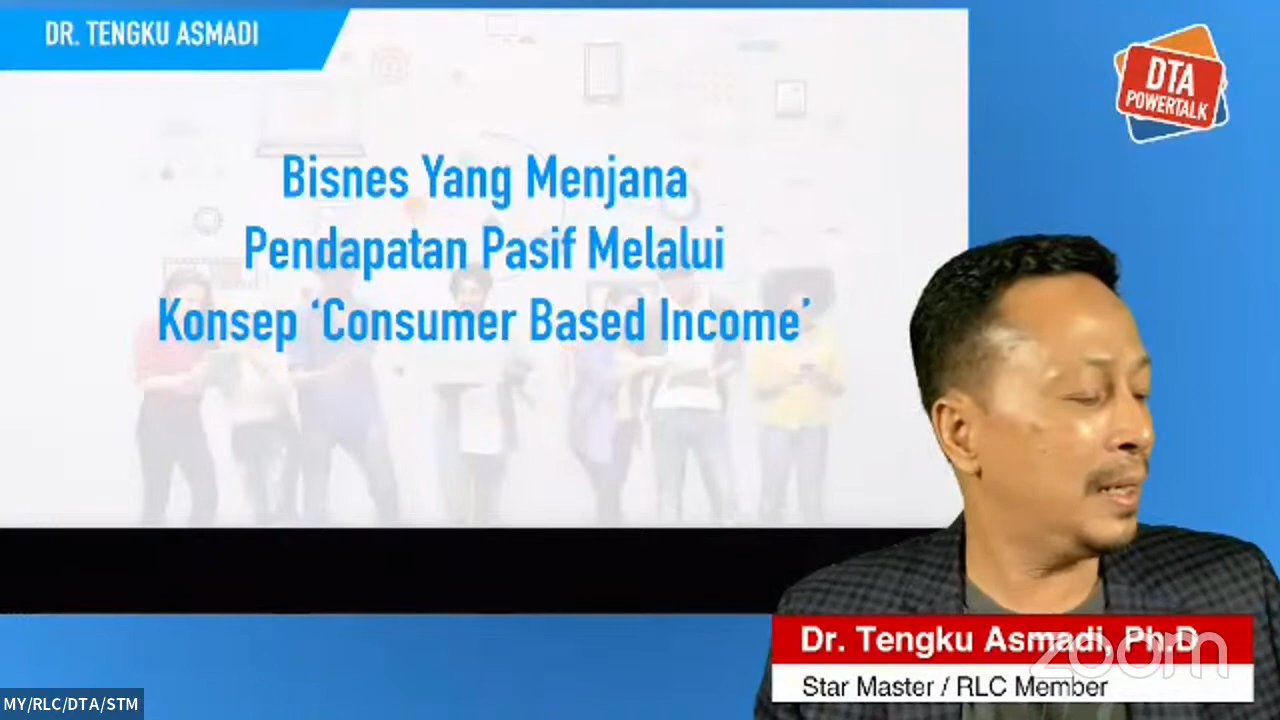 DR. TENGKU ASMADI
DTA
POWERTALK
Bisnes Yang Menjana
Pendapatan Pasif Melalui
Konsep ‘Consumer Based Income’
Dr. Tengku Asmadi, Ph.D
zoom
Star Master / RLC Member
MY/RLC/DTA/STM